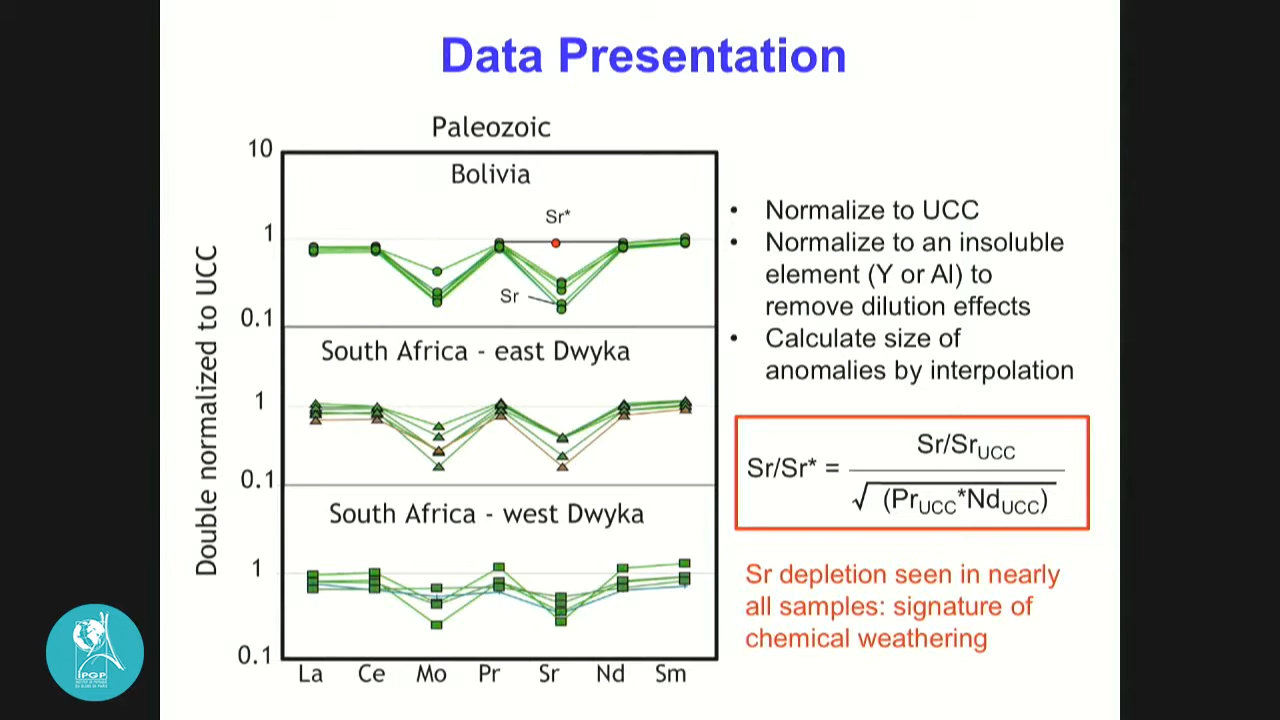 Data Presentation
Paleozoic
Bolivia
Sr*
Sr
South Africa - east Dwyka
South Africa - west Dwyka
10
1
0.1
1
0.1
1
0.1
Double normalized to UCC
La Ce Mo Pr Sr Nd Sm
• Normalize to UCC
• Normalize to an insoluble
element (Y or Al) to
remove dilution effects
• Calculate size of
anomalies by interpolation
Sr/Sr* = Sr/SrUCC
√ (PrUCC*NdUCC)
Sr depletion seen in nearly
all samples: signature of
chemical weathering
IPGP